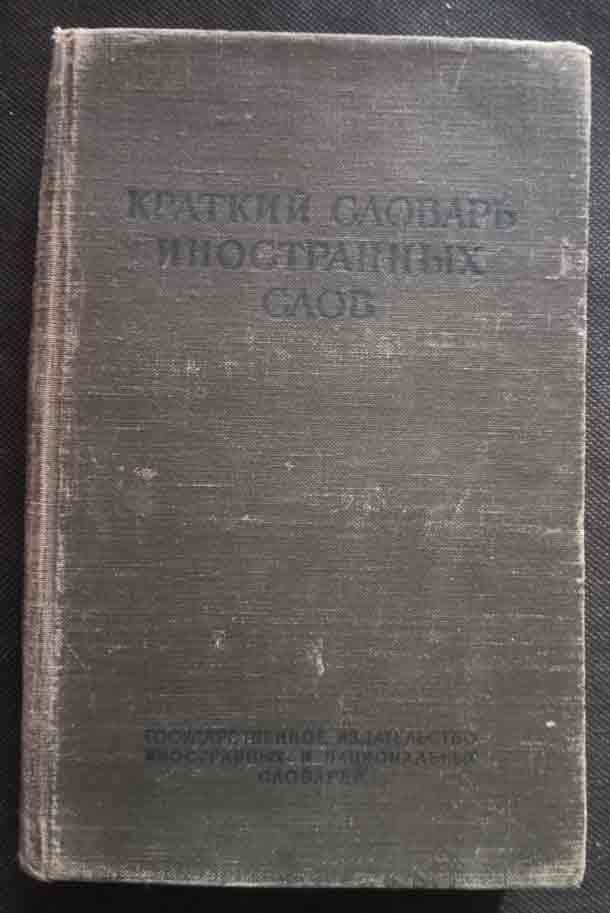 КРАТКИЙ СЛОВАРЬ
ИНОСТРАННЫХ
СЛОВ
ГОСУДАРСТВЕННОЕ ИЗДАТЕЛЬСТВО
ИНОСТРАННЫХ И НАЦИОНАЛЬНЫХ
СЛОВАРЕЙ